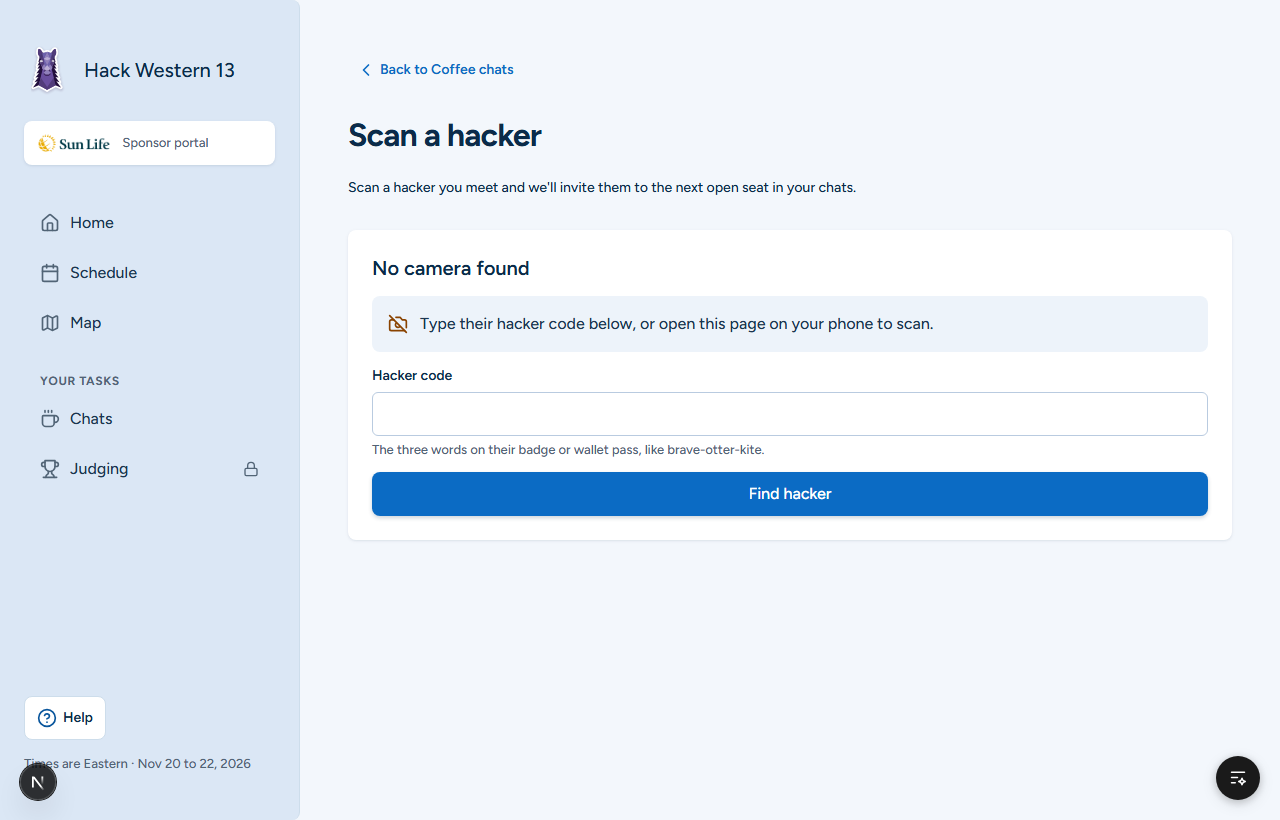 Hack Western 13
Sun Life Sponsor portal
Home
Schedule
Map
YOUR TASKS
Chats
Judging
Help
Times are Eastern · Nov 20 to 22, 2026
N
Back to Coffee chats
Scan a hacker
Scan a hacker you meet and we'll invite them to the next open seat in your chats.
No camera found
Type their hacker code below, or open this page on your phone to scan.
Hacker code
The three words on their badge or wallet pass, like brave-otter-kite.
Find hacker